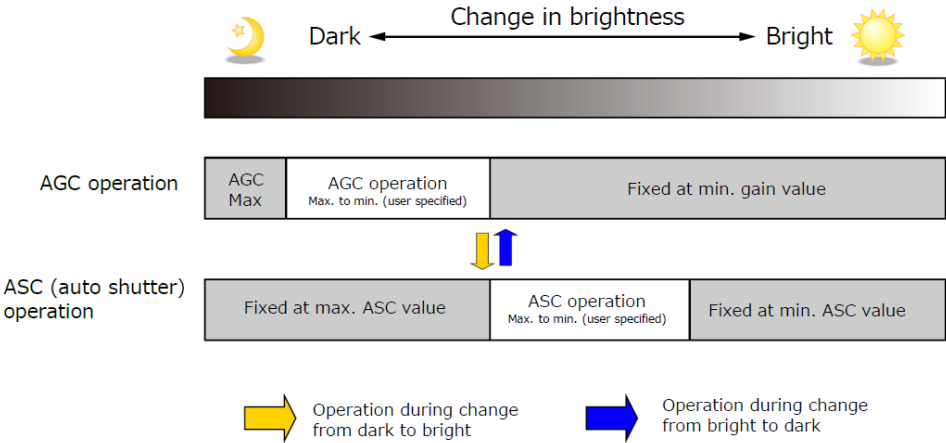 Change in brightness
Dark
Bright
AGC operation
AGC
Max
AGC operation
Max. to min. (user specified)
Fixed at min. gain value
ASC (auto shutter)
operation
Fixed at max. ASC value
ASC operation
Max. to min. (user specified)
Fixed at min. ASC value
Operation during change
from dark to bright
Operation during change
from bright to dark